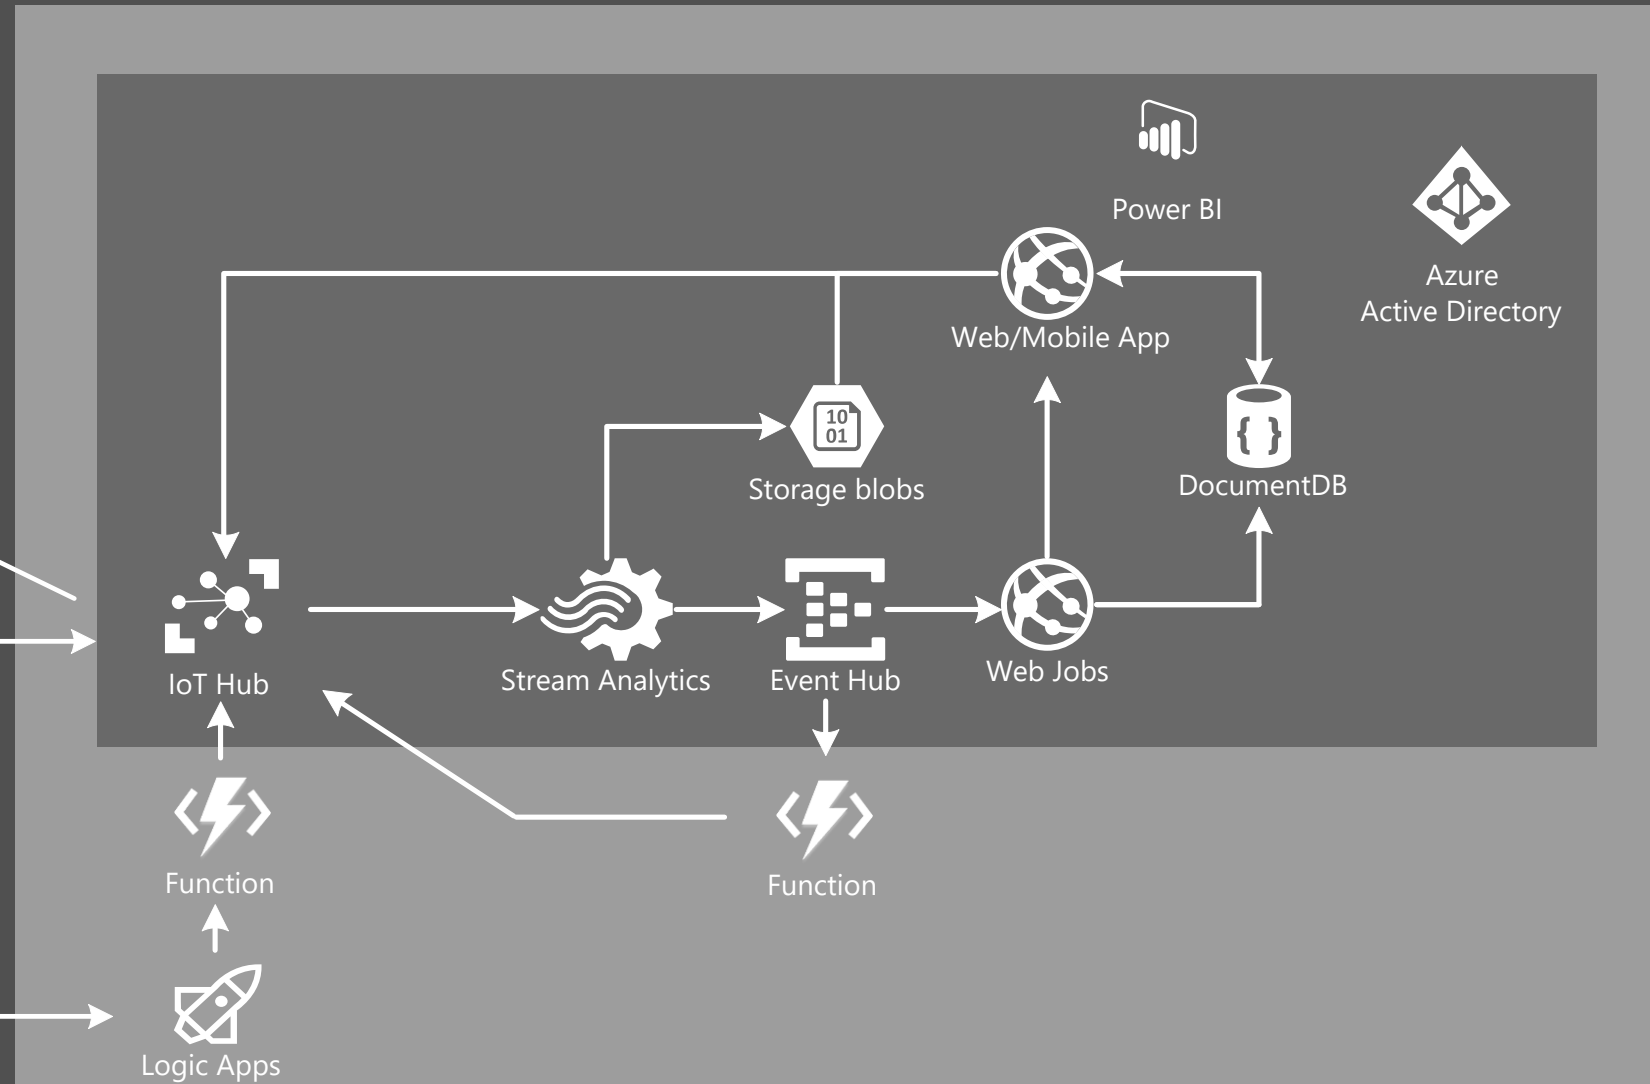 Power BI
Azure
Active Directory
Web/Mobile App
10
01
Storage blobs
{ }
DocumentDB
IoT Hub
Stream Analytics
Event Hub
Web Jobs
Function
Function
Logic Apps